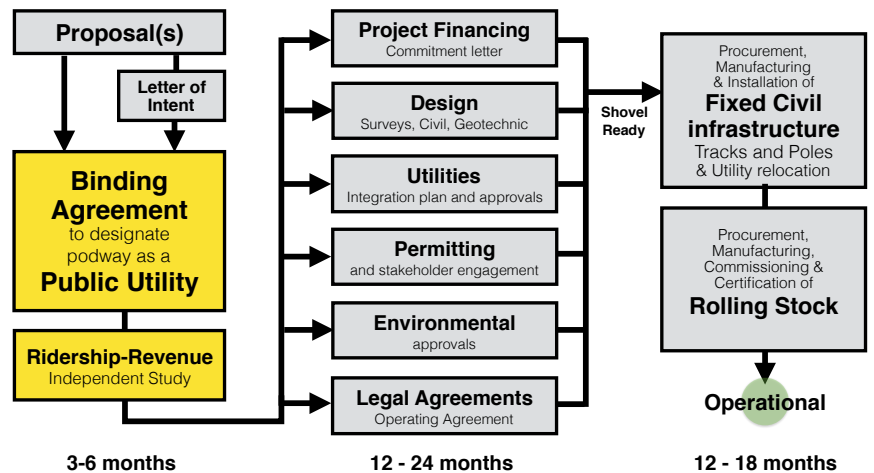 Proposal(s)
Letter of
Intent
Binding
Agreement
to designate
podway as a
Public Utility
Ridership-Revenue
Independent Study
3-6 months
Project Financing
Commitment letter
Design
Surveys, Civil, Geotechnic
Utilities
Integration plan and approvals
Permitting
and stakeholder engagement
Environmental
approvals
Legal Agreements
Operating Agreement
12 - 24 months
Shovel
Ready
Procurement,
Manufacturing
& Installation of
Fixed Civil
infrastructure
Tracks and Poles
& Utility relocation
Procurement,
Manufacturing,
Commissioning &
Certification of
Rolling Stock
Operational
12 - 18 months